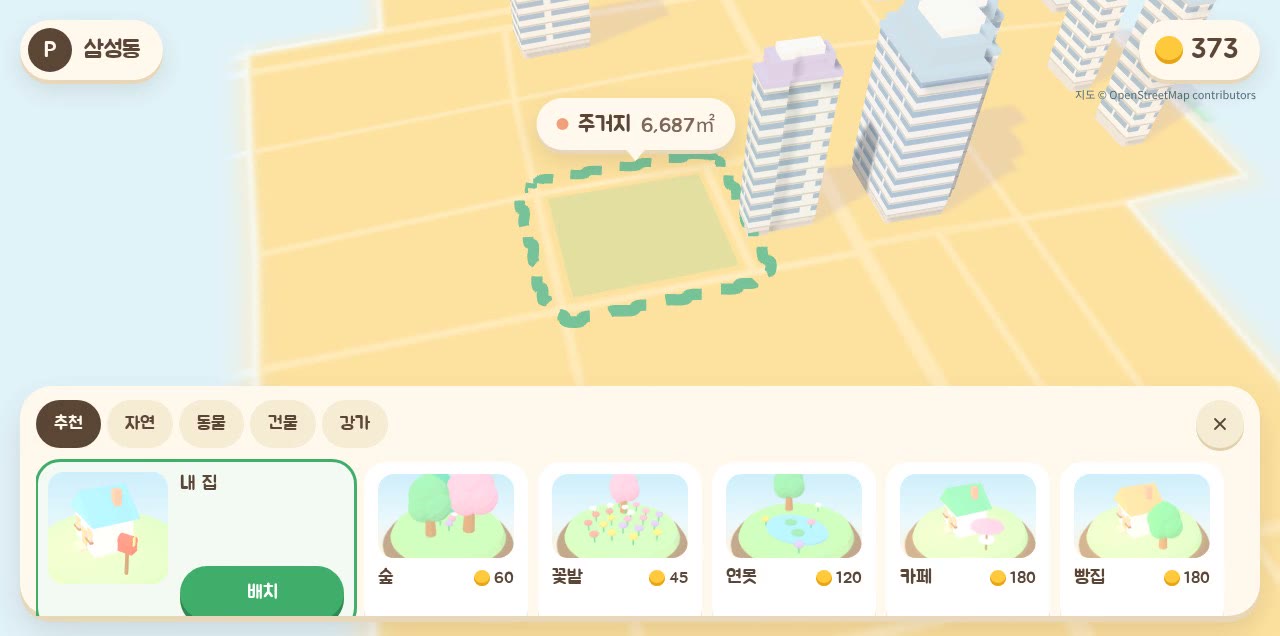 P 삼성동
373
지도 © OpenStreetMap contributors
주거지 6,687㎡
추천 자연 동물 건물 강가 ×
내 집
배치
숲 60
꽃밭 45
연못 120
카페 180
빵집 180